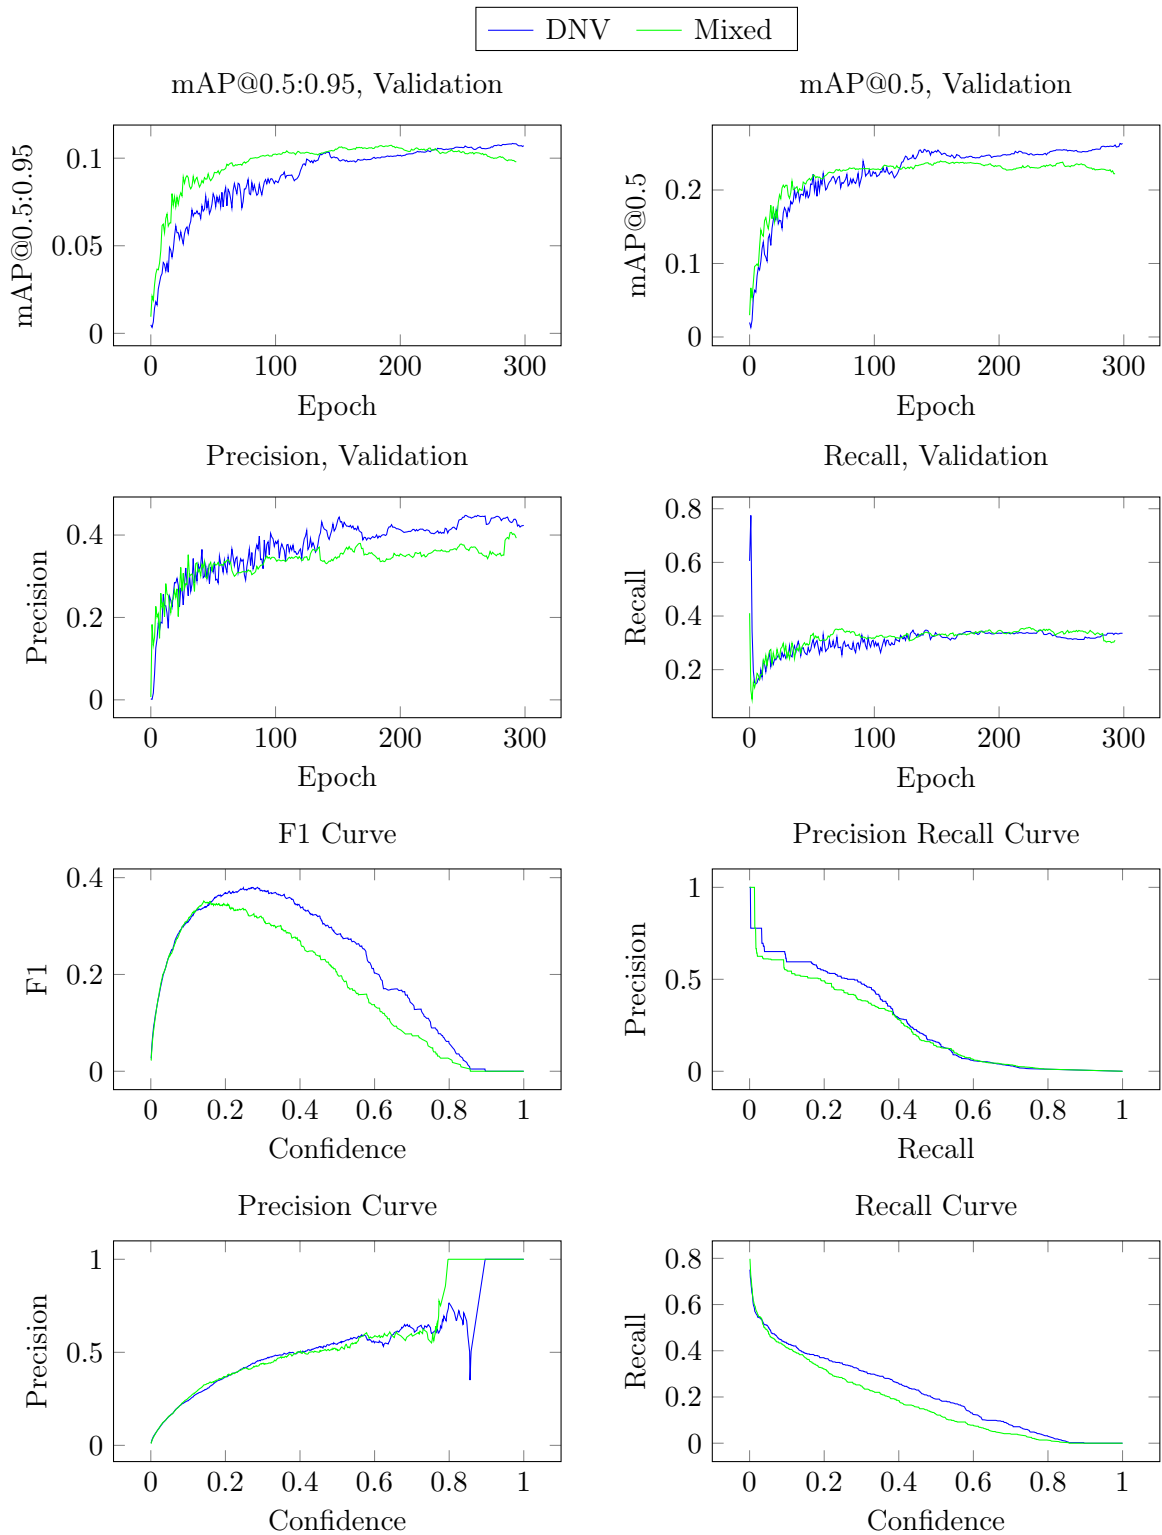 DNV Mixed
mAP@0.5:0.95, Validation
mAP@0.5:0.95
0.1
0.05
0
0 100 200 300
Epoch
mAP@0.5, Validation
mAP@0.5
0.2
0.1
0
0 100 200 300
Epoch
Precision, Validation
Precision
0.4
0.2
0
0 100 200 300
Epoch
Recall, Validation
Recall
0.8
0.6
0.4
0.2
0 100 200 300
Epoch
F1 Curve
F1
0.4
0.2
0
0 0.2 0.4 0.6 0.8 1
Confidence
Precision Recall Curve
Precision
1
0.5
0
0 0.2 0.4 0.6 0.8 1
Recall
Precision Curve
Precision
1
0.5
0
0 0.2 0.4 0.6 0.8 1
Confidence
Recall Curve
Recall
0.8
0.6
0.4
0.2
0
0 0.2 0.4 0.6 0.8 1
Confidence